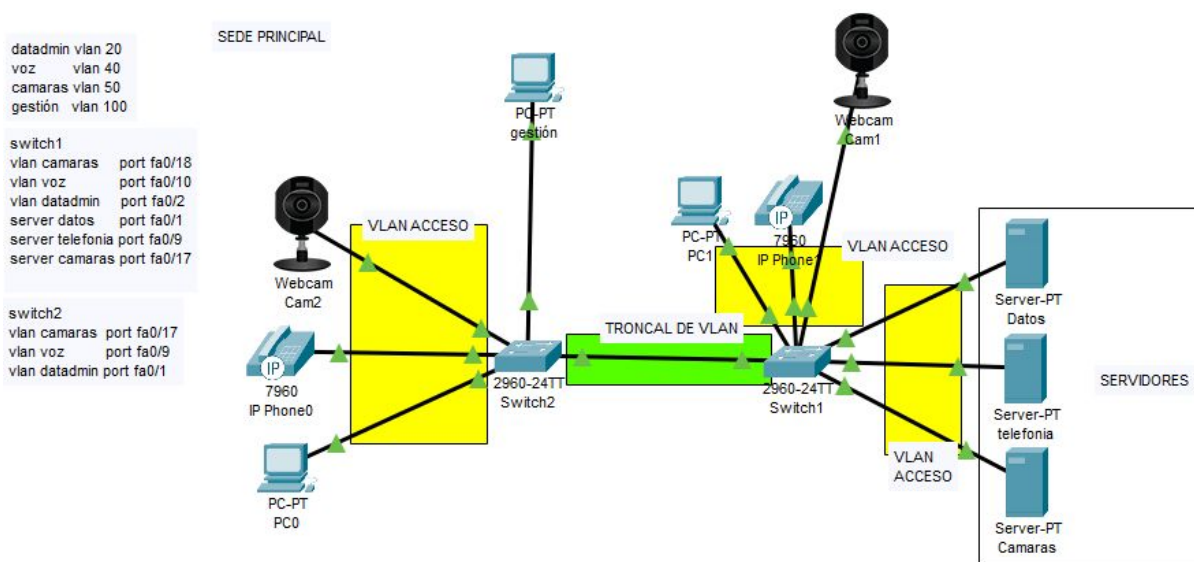 SEDE PRINCIPAL
datadmin vlan 20
voz vlan 40
camaras vlan 50
gestión vlan 100
switch1
vlan camaras port fa0/18
vlan voz port fa0/10
vlan datadmin port fa0/2
server datos port fa0/1
server telefonia port fa0/9
server camaras port fa0/17
switch2
vlan camaras port fa0/17
vlan voz port fa0/9
vlan datadmin port fa0/1
PC-PT
gestión
Webcam
Cam1
VLAN ACCESO
Webcam
Cam2
IP
7960
IP Phone0
PC-PT
PC0
2960-24TT
Switch2
TRONCAL DE VLAN
2960-24TT
Switch1
PC-PT
PC1
IP
7960
IP Phone1
VLAN ACCESO
VLAN
ACCESO
Server-PT
Datos
Server-PT
telefonia
Server-PT
Camaras
SERVIDORES